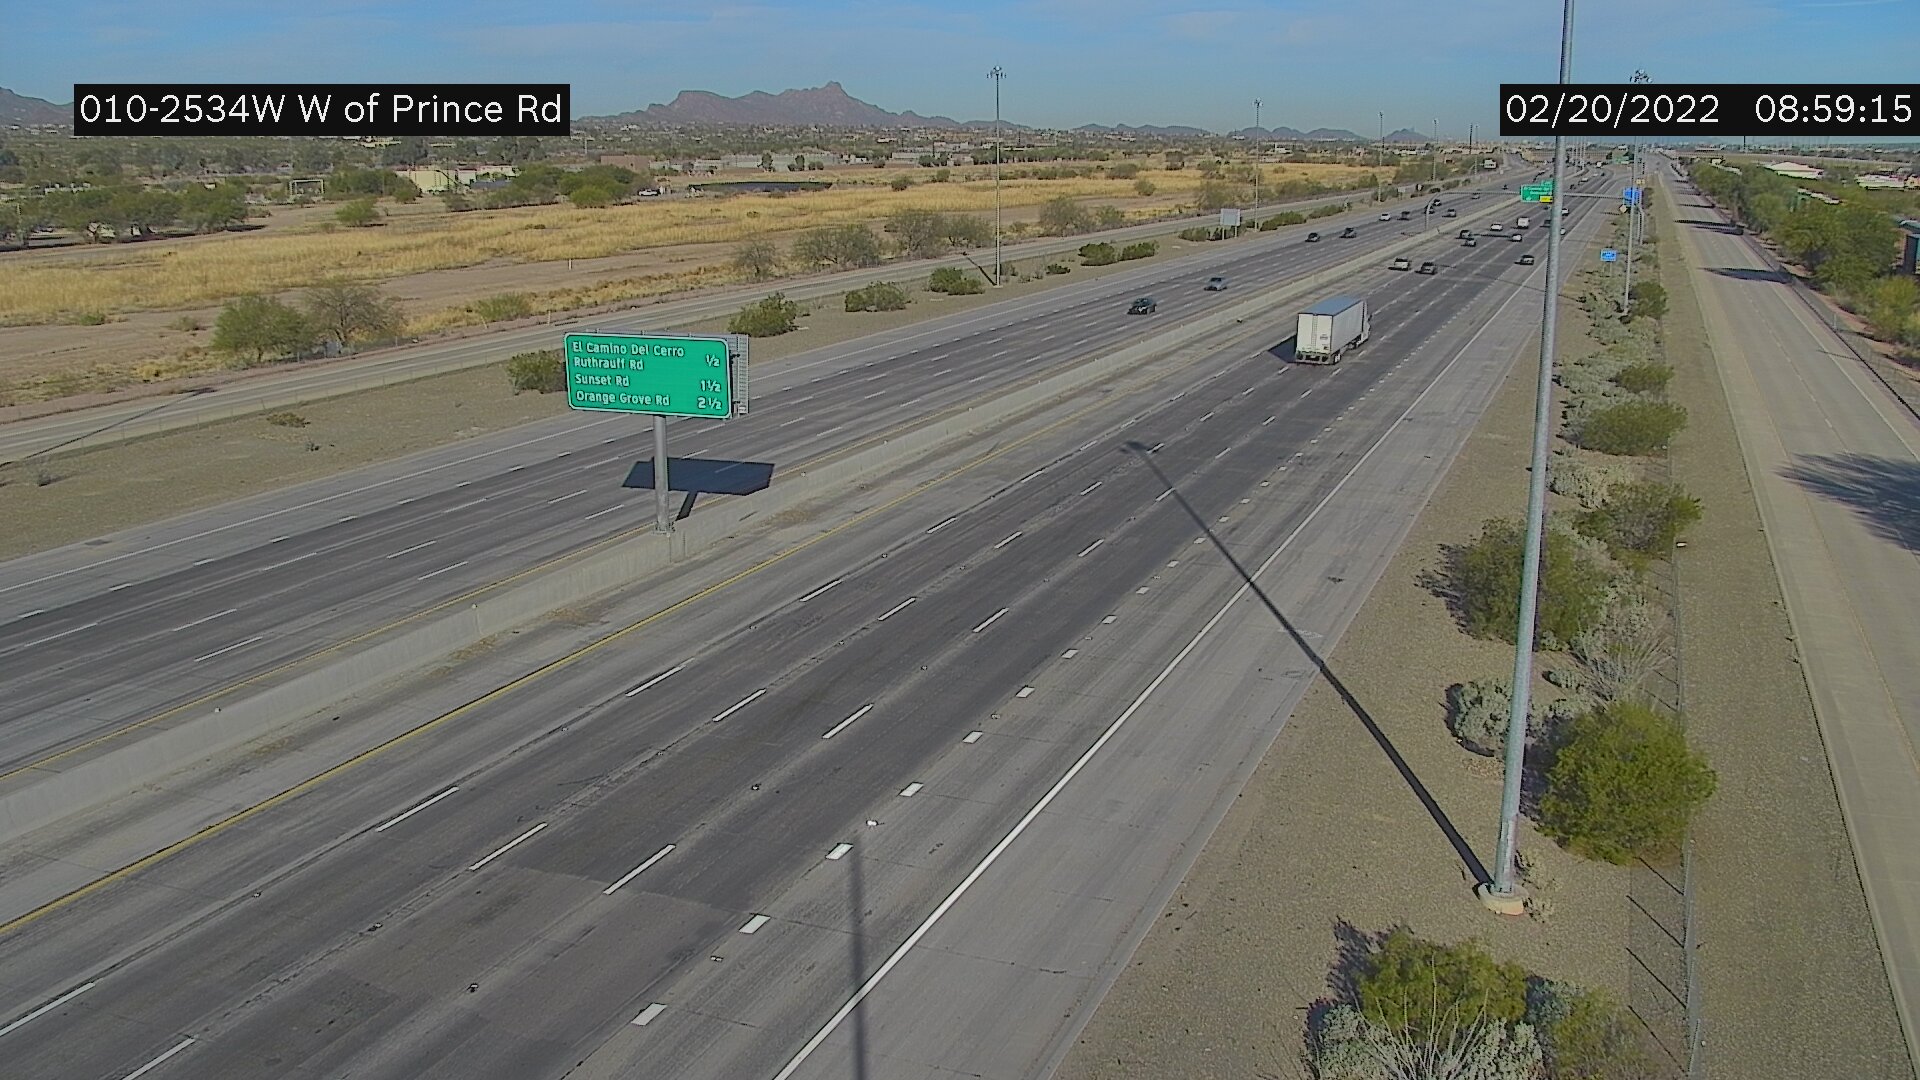 010-2534W W of Prince Rd
02/20/2022 08:59:15
El Camino Del Cerro
Ruthrauff Rd 1/2
Sunset Rd 1 1/2
Orange Grove Rd 2 1/2